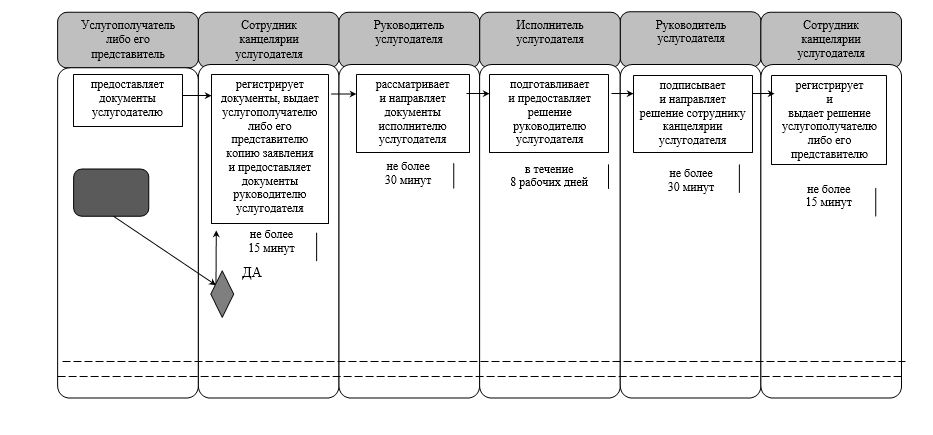 Услугополучатель
либо его
представитель
Сотрудник
канцелярии
услугодателя
Руководитель
услугодателя
Исполнитель
услугодателя
Руководитель
услугодателя
Сотрудник
канцелярии
услугодателя
предоставляет
документы
услугодателю
регистрирует
документы, выдает
услугополучателю
либо его
представителю
копию заявления
и предоставляет
документы
руководителю
услугодателя
не более
15 минут
ДА
рассматривает
и направляет
документы
исполнителю
услугодателя
не более
30 минут
подготавливает
и предоставляет
решение
руководителю
услугодателя
в течение
8 рабочих дней
подписывает
и направляет
решение сотруднику
канцелярии
услугодателя
не более
30 минут
регистрирует
и
выдает решение
услугополучателю
либо его
представителю
не более
15 минут